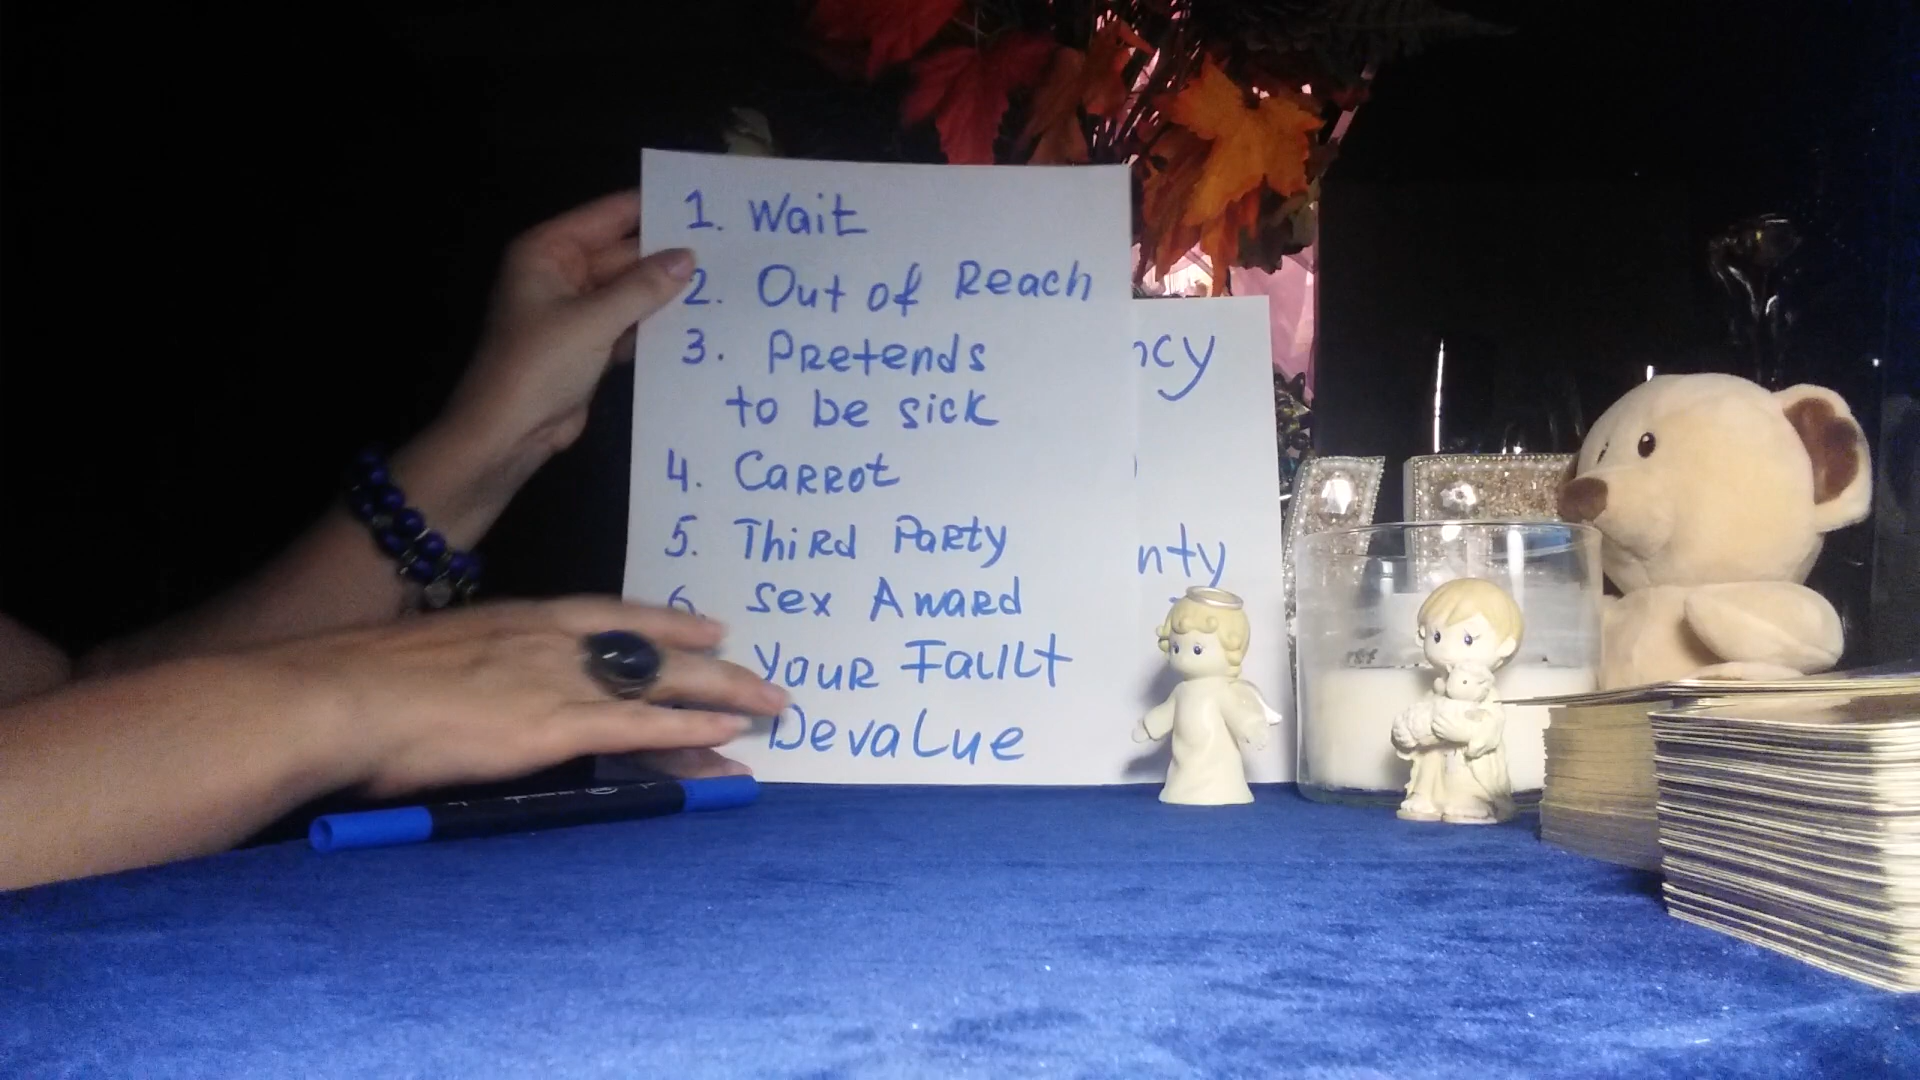 1. Wait
2. Out of Reach
3. Pretends
to be sick
4. Carrot
5. Third Party
6. Sex Award
Your Fault
Devalue
ncy
nty